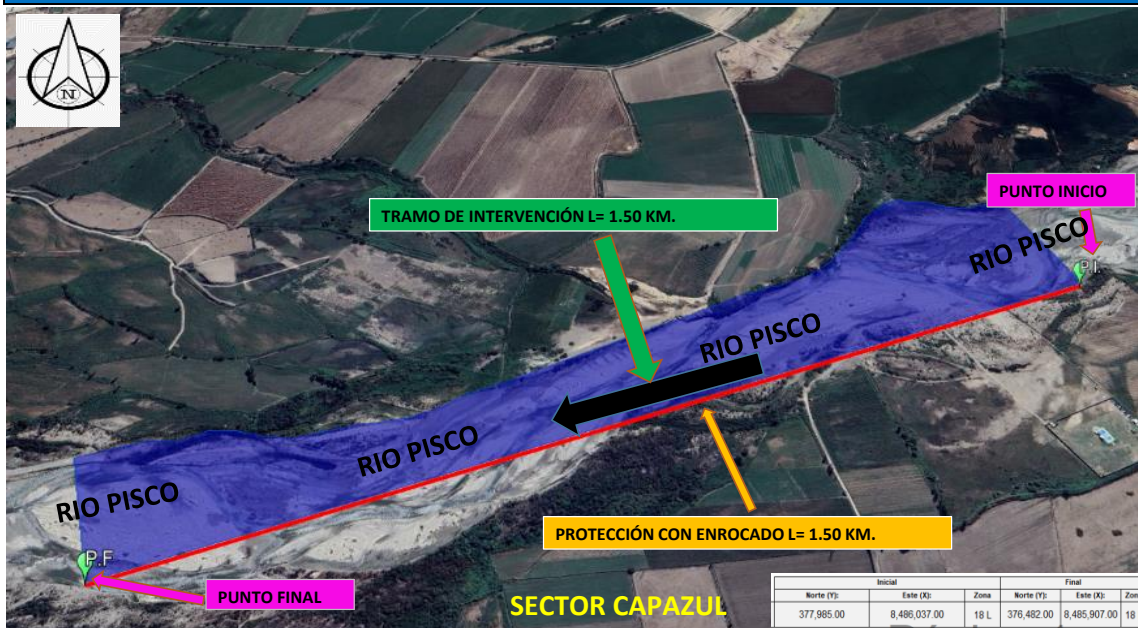 N
PUNTO INICIO
TRAMO DE INTERVENCIÓN L= 1.50 KM.
RIO PISCO
P.I.
RIO PISCO
RIO PISCO
RIO PISCO
PROTECCIÓN CON ENROCADO L= 1.50 KM.
P.F
PUNTO FINAL
SECTOR CAPAZUL
Inicial Final
Norte (Y): Este (X): Zona Norte (Y): Este (X): Zon
377,985.00 8,486,037.00 18 L 376,482.00 8,485,907.00 18